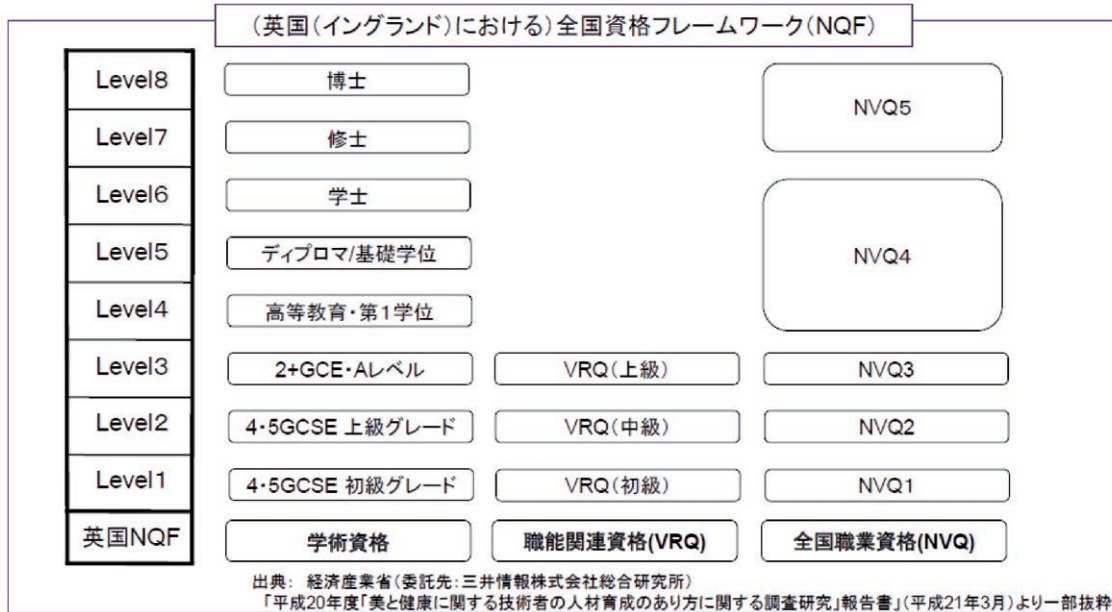 (英国(イングランド)における)全国資格フレームワーク(NQF)
Level8 博士 NVQ5
Level7 修士
Level6 学士 NVQ4
Level5 ディプロマ/基礎学位
Level4 高等教育・第1学位
Level3 2+GCE・Aレベル VRQ(上級) NVQ3
Level2 4・5GCSE 上級グレード VRQ(中級) NVQ2
Level1 4・5GCSE 初級グレード VRQ(初級) NVQ1
英国NQF 学術資格 職能関連資格(VRQ) 全国職業資格(NVQ)
出典: 経済産業省(委託先:三井情報株式会社総合研究所)
「平成20年度「美と健康に関する技術者の人材育成のあり方に関する調査研究」報告書」(平成21年3月)より一部抜粋